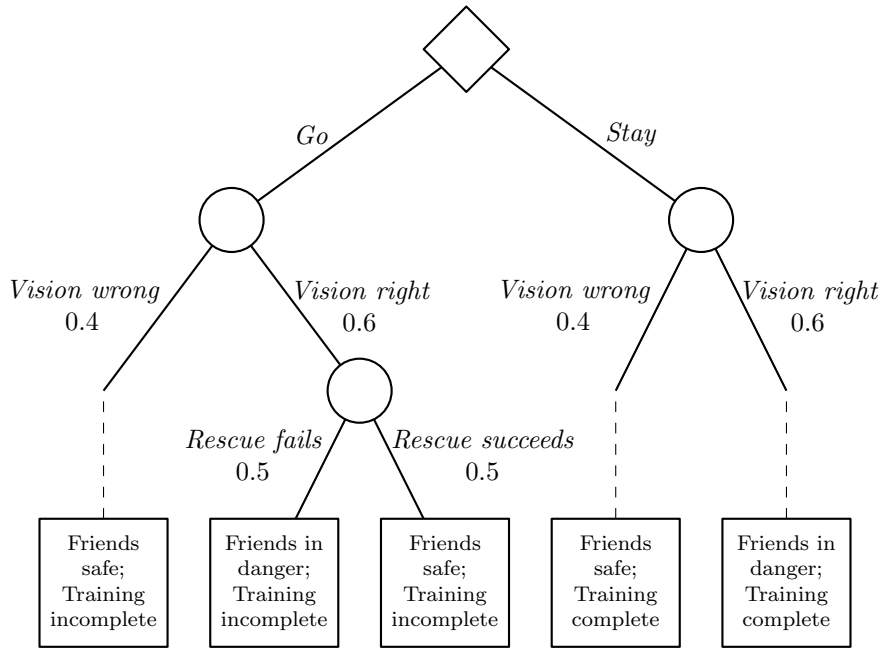 Go
Stay
Vision wrong
0.4
Vision right
0.6
Vision wrong
0.4
Vision right
0.6
Rescue fails
0.5
Rescue succeeds
0.5
Friends
safe;
Training
incomplete
Friends in
danger;
Training
incomplete
Friends
safe;
Training
incomplete
Friends
safe;
Training
complete
Friends in
danger;
Training
complete